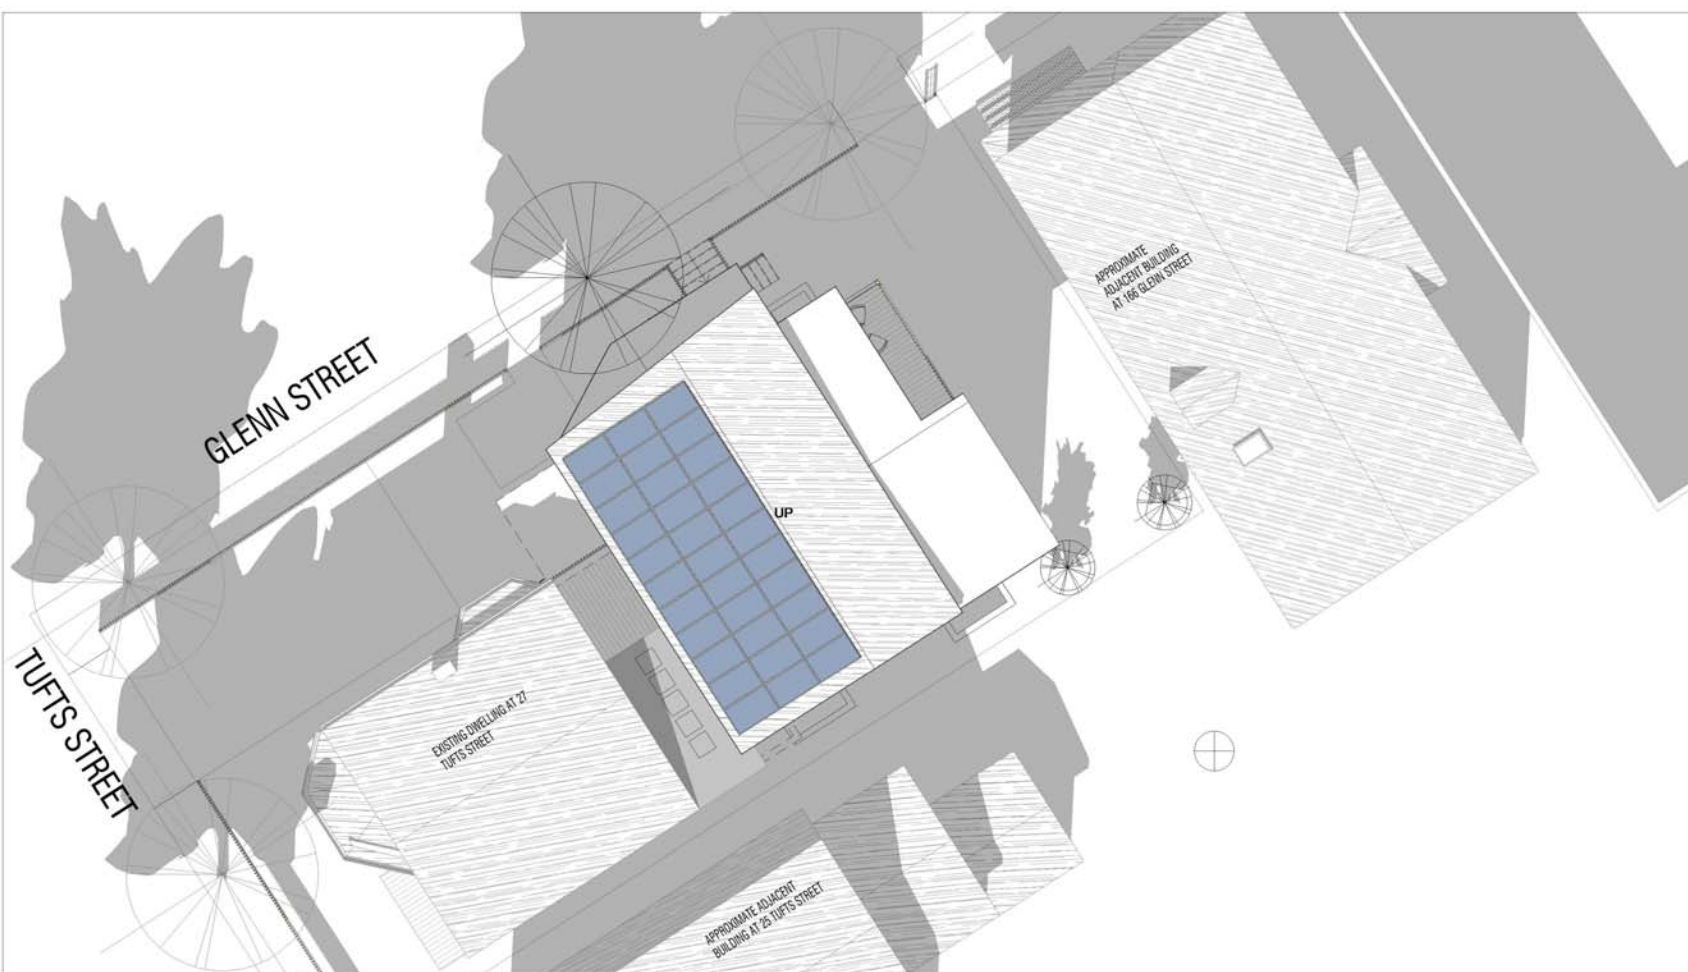 GLENN STREET
TUFTS STREET
APPROXIMATE
ADJACENT BUILDING
AT 166 GLENN STREET
UP
EXISTING DWELLING AT 27
TUFTS STREET
APPROXIMATE ADJACENT
BUILDING AT 25 TUFTS STREET